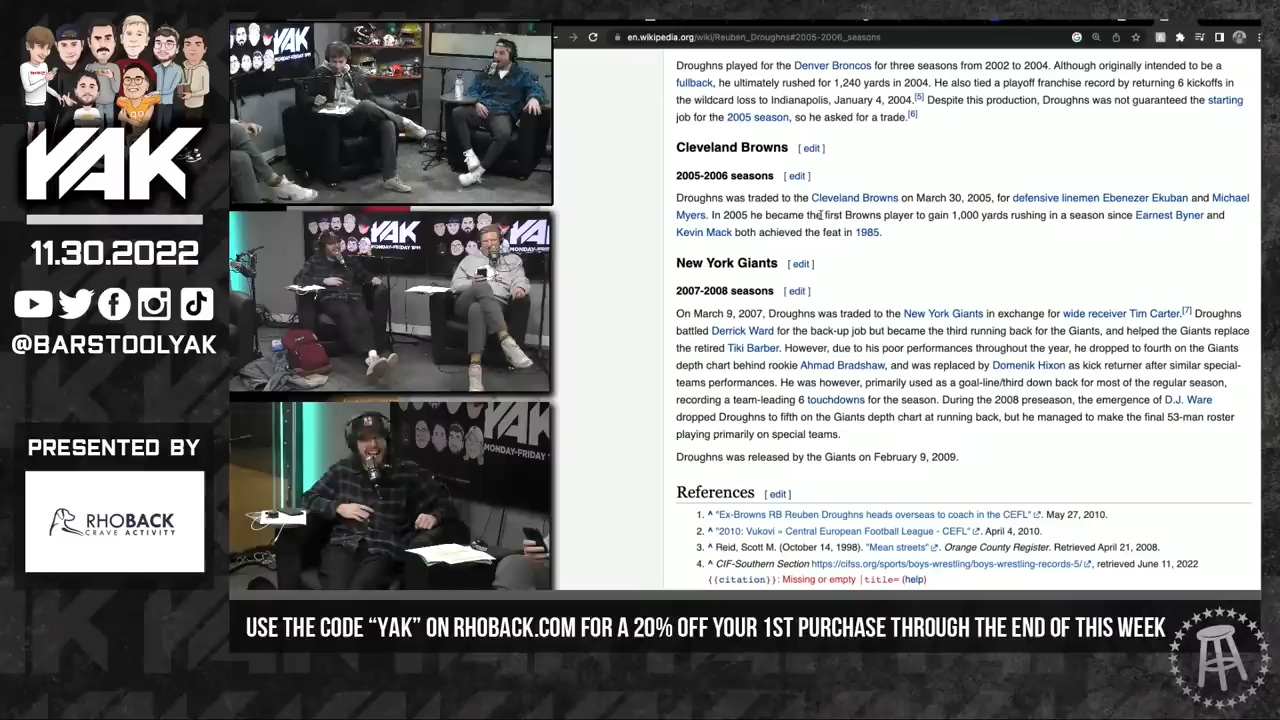 YAK
11.30.2022
@BARSTOOLYAK
PRESENTED BY
RHOBACK
CRAVE ACTIVITY
YAK
MONDAY-FRIDAY 1PM
YAK
MONDAY-FRIDAY 1PM
YAK
YAK
MONDAY-FRIDAY
en.wikipedia.org/wiki/Reuben_Droughns#2005-2006_seasons
Droughns played for the Denver Broncos for three seasons from 2002 to 2004. Although originally intended to be a
fullback, he ultimately rushed for 1,240 yards in 2004. He also tied a playoff franchise record by returning 6 kickoffs in
the wildcard loss to Indianapolis, January 4, 2004.[5] Despite this production, Droughns was not guaranteed the starting
job for the 2005 season, so he asked for a trade.[6]
Cleveland Browns [ edit ]
2005-2006 seasons [ edit ]
Droughns was traded to the Cleveland Browns on March 30, 2005, for defensive linemen Ebenezer Ekuban and Michael
Myers. In 2005 he became the first Browns player to gain 1,000 yards rushing in a season since Earnest Byner and
Kevin Mack both achieved the feat in 1985.
New York Giants [ edit ]
2007-2008 seasons [ edit ]
On March 9, 2007, Droughns was traded to the New York Giants in exchange for wide receiver Tim Carter.[7] Droughns
battled Derrick Ward for the back-up job but became the third running back for the Giants, and helped the Giants replace
the retired Tiki Barber. However, due to his poor performances throughout the year, he dropped to fourth on the Giants
depth chart behind rookie Ahmad Bradshaw, and was replaced by Domenik Hixon as kick returner after similar special-
teams performances. He was however, primarily used as a goal-line/third down back for most of the regular season,
recording a team-leading 6 touchdowns for the season. During the 2008 preseason, the emergence of D.J. Ware
dropped Droughns to fifth on the Giants depth chart at running back, but he managed to make the final 53-man roster
playing primarily on special teams.
Droughns was released by the Giants on February 9, 2009.
References [ edit ]
1. ^ "Ex-Browns RB Reuben Droughns heads overseas to coach in the CEFL". May 27, 2010.
2. ^ "2010: Vukovi » Central European Football League - CEFL". April 4, 2010.
3. ^ Reid, Scott M. (October 14, 1998). "Mean streets". Orange County Register. Retrieved April 21, 2008.
4. ^ CIF-Southern Section https://cifss.org/sports/boys-wrestling/boys-wrestling-records-5/, retrieved June 11, 2022
{{citation}}: Missing or empty |title= (help)
USE THE CODE “YAK” ON RHOBACK.COM FOR A 20% OFF YOUR 1ST PURCHASE THROUGH THE END OF THIS WEEK